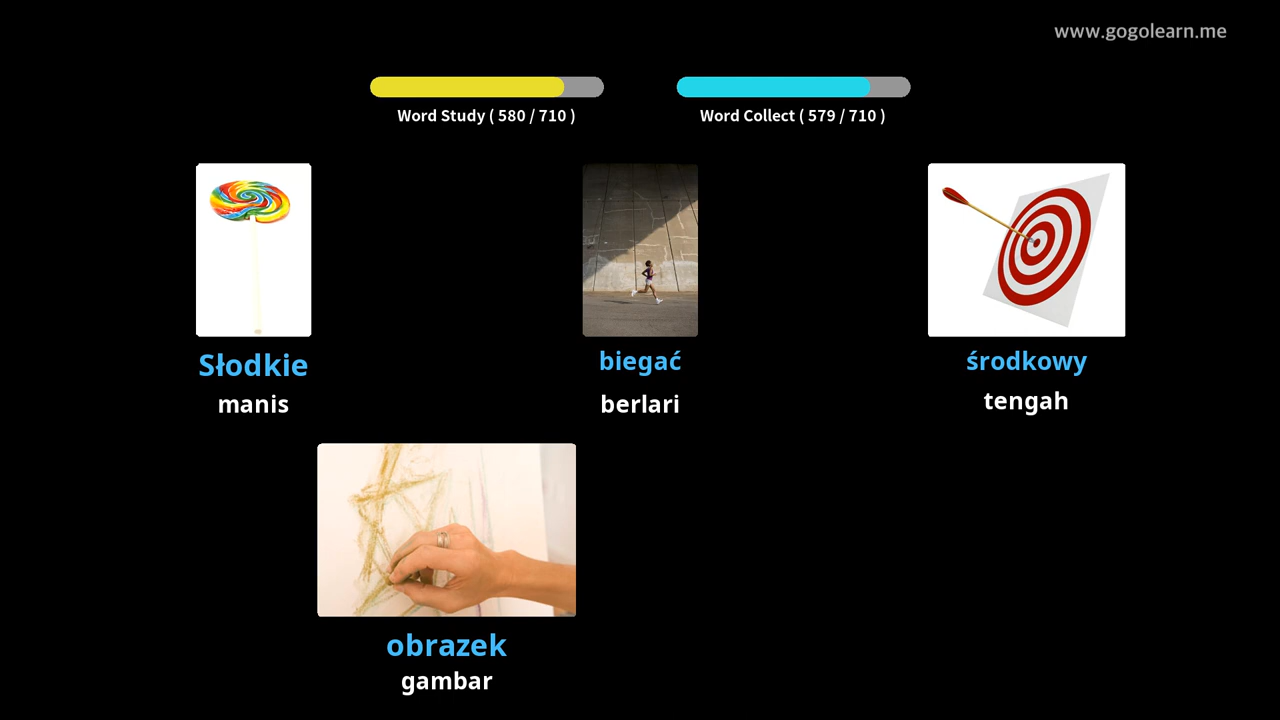 www.gogolearn.me
Word Study ( 580 / 710 )
Word Collect ( 579 / 710 )
Słodkie
manis
biegać
berlari
środkowy
tengah
obrazek
gambar